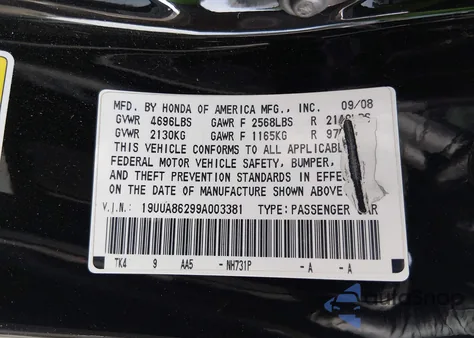 MFD. BY HONDA OF AMERICA MFG., INC. 09/08
GVWR 4696LBS GAWR F 2568LBS R
GVWR 2130KG GAWR F 1165KG R
THIS VEHICLE CONFORMS TO ALL
FEDERAL MOTOR VEHICLE SAFETY, BUMPER,
AND THEFT PREVENTION STANDARDS IN
ON THE DATE OF MANUFACTURE SHOWN ABOVE
V.I.N.: 19UUA86299A003381 TYPE:PASSENGER CAR
TK4 9 AA5 - NH731P - A - A
autoSnap